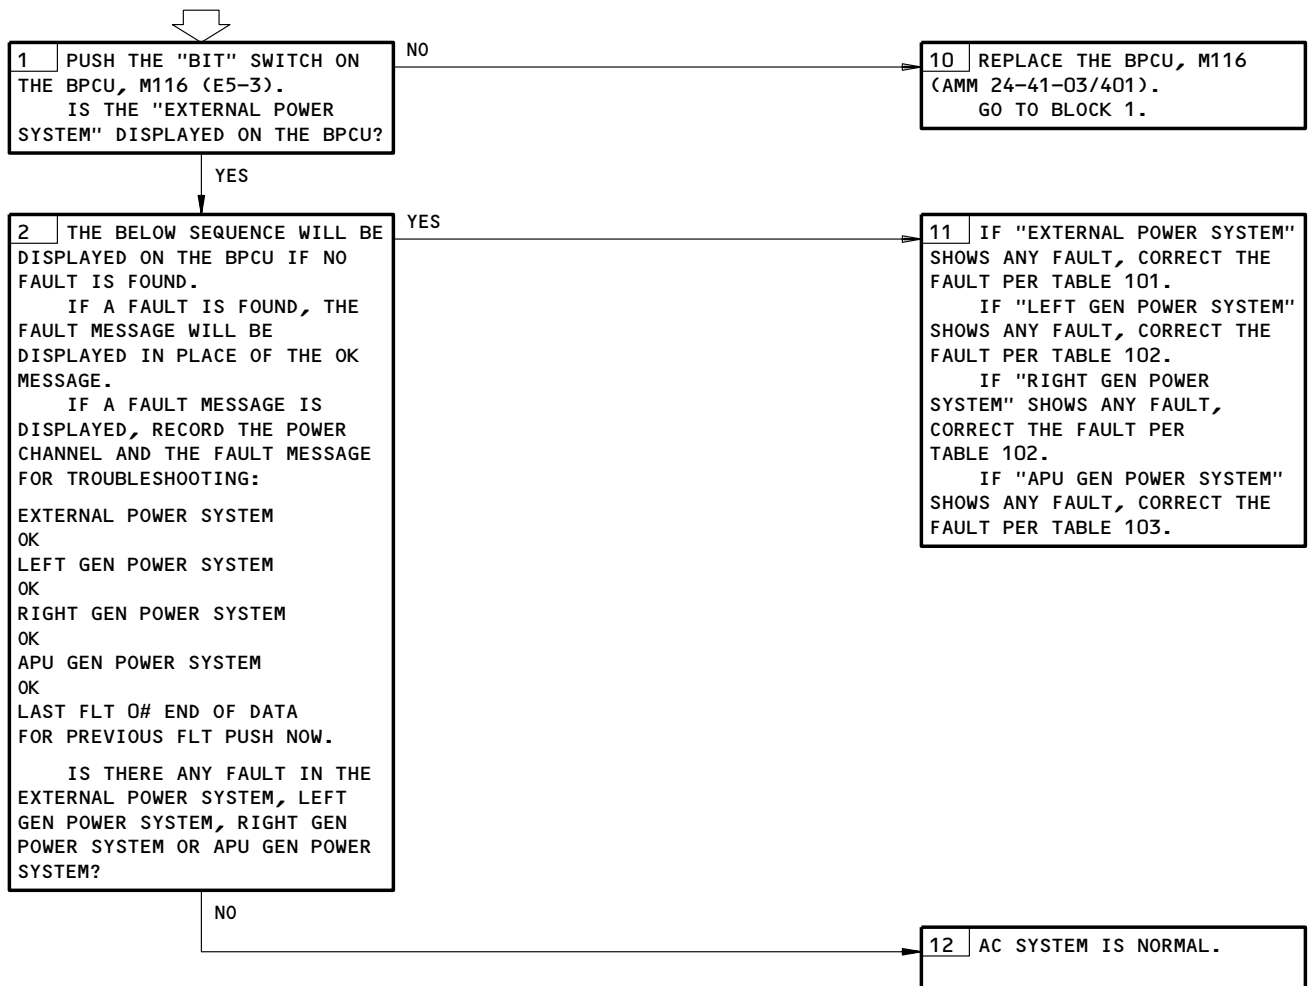 1 PUSH THE "BIT" SWITCH ON
THE BPCU, M116 (E5-3).
IS THE "EXTERNAL POWER
SYSTEM" DISPLAYED ON THE BPCU?
NO
10 REPLACE THE BPCU, M116
(AMM 24-41-03/401).
GO TO BLOCK 1.
YES
2 THE BELOW SEQUENCE WILL BE
DISPLAYED ON THE BPCU IF NO
FAULT IS FOUND.
IF A FAULT IS FOUND, THE
FAULT MESSAGE WILL BE
DISPLAYED IN PLACE OF THE OK
MESSAGE.
IF A FAULT MESSAGE IS
DISPLAYED, RECORD THE POWER
CHANNEL AND THE FAULT MESSAGE
FOR TROUBLESHOOTING:
EXTERNAL POWER SYSTEM
OK
LEFT GEN POWER SYSTEM
OK
RIGHT GEN POWER SYSTEM
OK
APU GEN POWER SYSTEM
OK
LAST FLT 0# END OF DATA
FOR PREVIOUS FLT PUSH NOW.
IS THERE ANY FAULT IN THE
EXTERNAL POWER SYSTEM, LEFT
GEN POWER SYSTEM, RIGHT GEN
POWER SYSTEM OR APU GEN POWER
SYSTEM?
YES
11 IF "EXTERNAL POWER SYSTEM"
SHOWS ANY FAULT, CORRECT THE
FAULT PER TABLE 101.
IF "LEFT GEN POWER SYSTEM"
SHOWS ANY FAULT, CORRECT THE
FAULT PER TABLE 102.
IF "RIGHT GEN POWER
SYSTEM" SHOWS ANY FAULT,
CORRECT THE FAULT PER
TABLE 102.
IF "APU GEN POWER SYSTEM"
SHOWS ANY FAULT, CORRECT THE
FAULT PER TABLE 103.
NO
12 AC SYSTEM IS NORMAL.